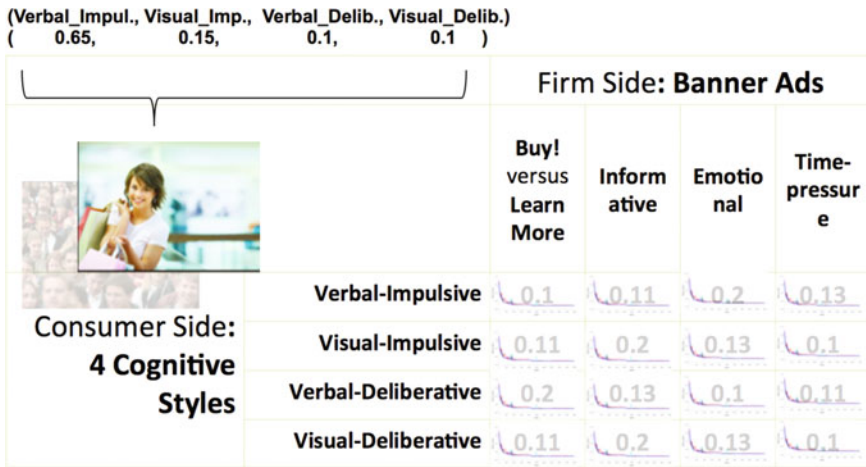 (Verbal_Impul., Visual_Imp., Verbal_Delib., Visual_Delib.)
( 0.65, 0.15, 0.1, 0.1 )
Firm Side: Banner Ads
Buy!
versus
Learn
More
Inform
ative
Emotio
nal
Time-
pressur
e
Consumer Side:
4 Cognitive
Styles
Verbal-Impulsive 0.1 0.11 0.2 0.13
Visual-Impulsive 0.11 0.2 0.13 0.1
Verbal-Deliberative 0.2 0.13 0.1 0.11
Visual-Deliberative 0.11 0.2 0.13 0.1